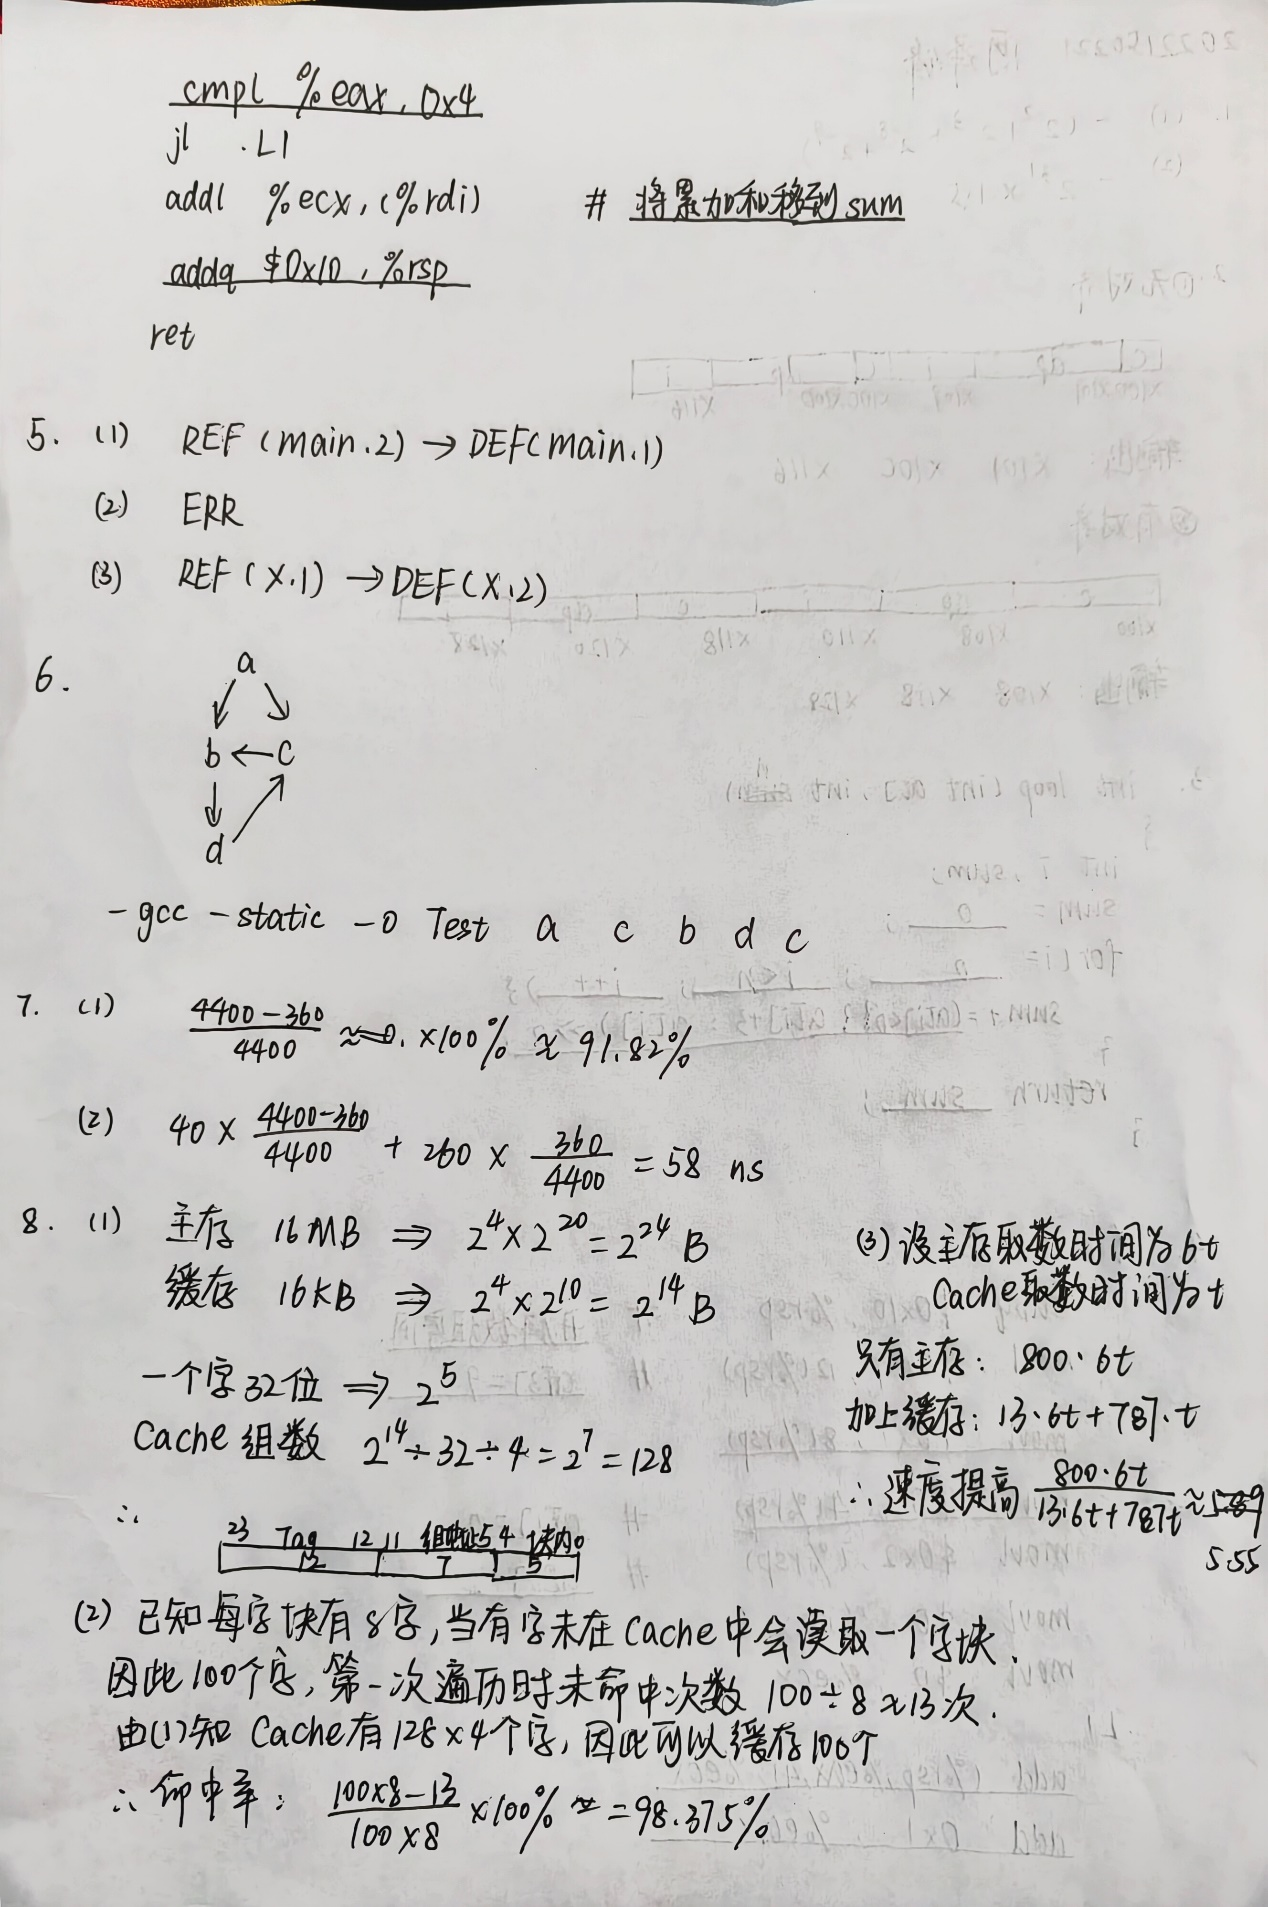 cmpl %eax, 0x4
jl .L1
addl %ecx, (%rdi) # 将累加和移到sum
addq $0x10, %rsp
ret
5. (1) REF (main.2) → DEF(main.1)
(2) ERR
(3) REF (X.1) → DEF(X.2)
6.
a
b ← c
d
- gcc -static -o Test a c b d c
7. (1) (4400-360)/4400 ×100% ≈ 91.82%
(2) 40 × (4400-360)/4400 + 260 × 360/4400 = 58 ns
8. (1) 主存 16MB ⇒ 2^4×2^20 = 2^24 B
缓存 16KB ⇒ 2^4×2^10 = 2^14 B
一个字32位 ⇒ 2^5
Cache 组数 2^14÷32÷4 = 2^7 = 128
∴
23 Tag 12 11 组地址 5 4 块内 0
12 7 5
(2) 已知每字块有8字,当有字未在Cache中会读取一个字块.
因此100个字,第一次遍历时未命中次数 100÷8≈13次.
由(1)知 Cache有128×4个字,因此可以缓存100个
∴ 命中率: (100×8-13)/(100×8) ×100% = 98.375%
(3) 设主存取数时间为6t
Cache取数时间为t
只有主存: 800·6t
加上缓存: 13·6t+787·t
∴ 速度提高 800·6t/(13·6t+787t) ≈
5.55